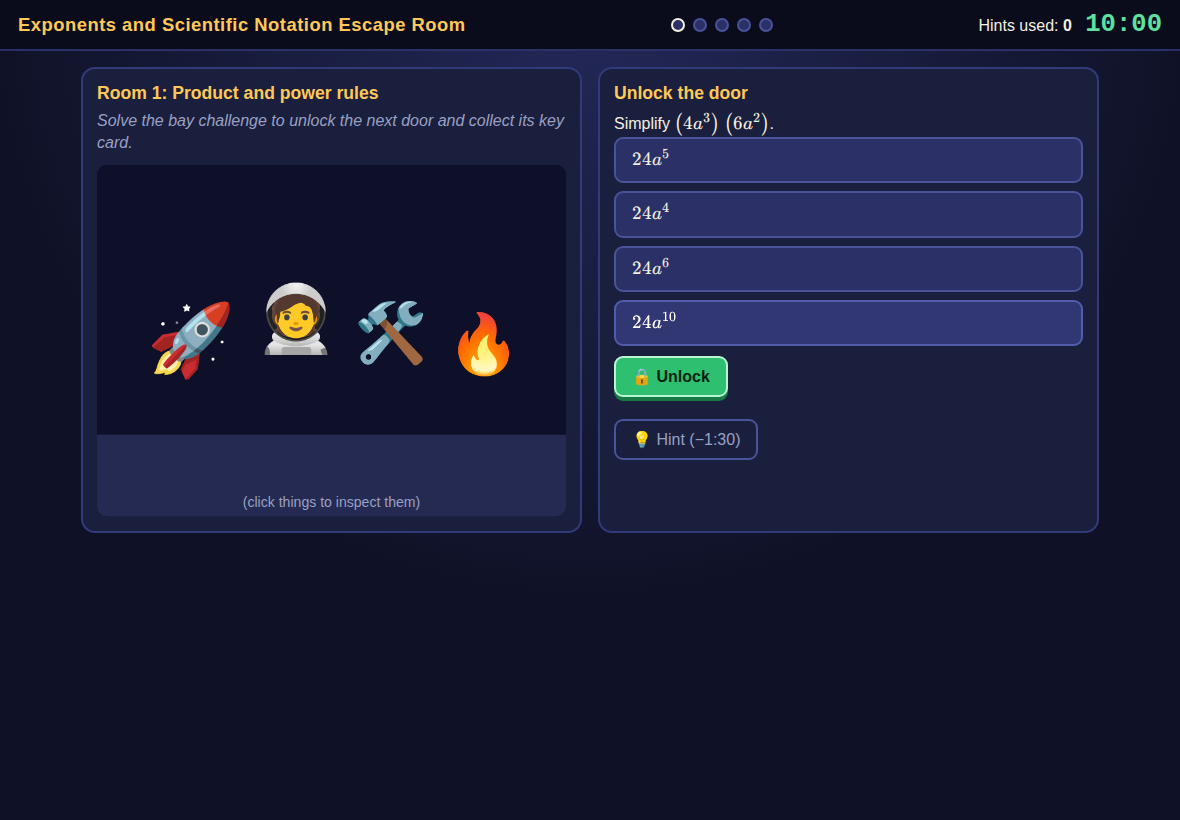 Exponents and Scientific Notation Escape Room
Hints used: 0 10:00
Room 1: Product and power rules
Solve the bay challenge to unlock the next door and collect its key
card.
(click things to inspect them)
Unlock the door
Simplify (4a³) (6a²).
24a⁵
24a⁴
24a⁶
24a¹⁰
🔒 Unlock
💡 Hint (−1:30)